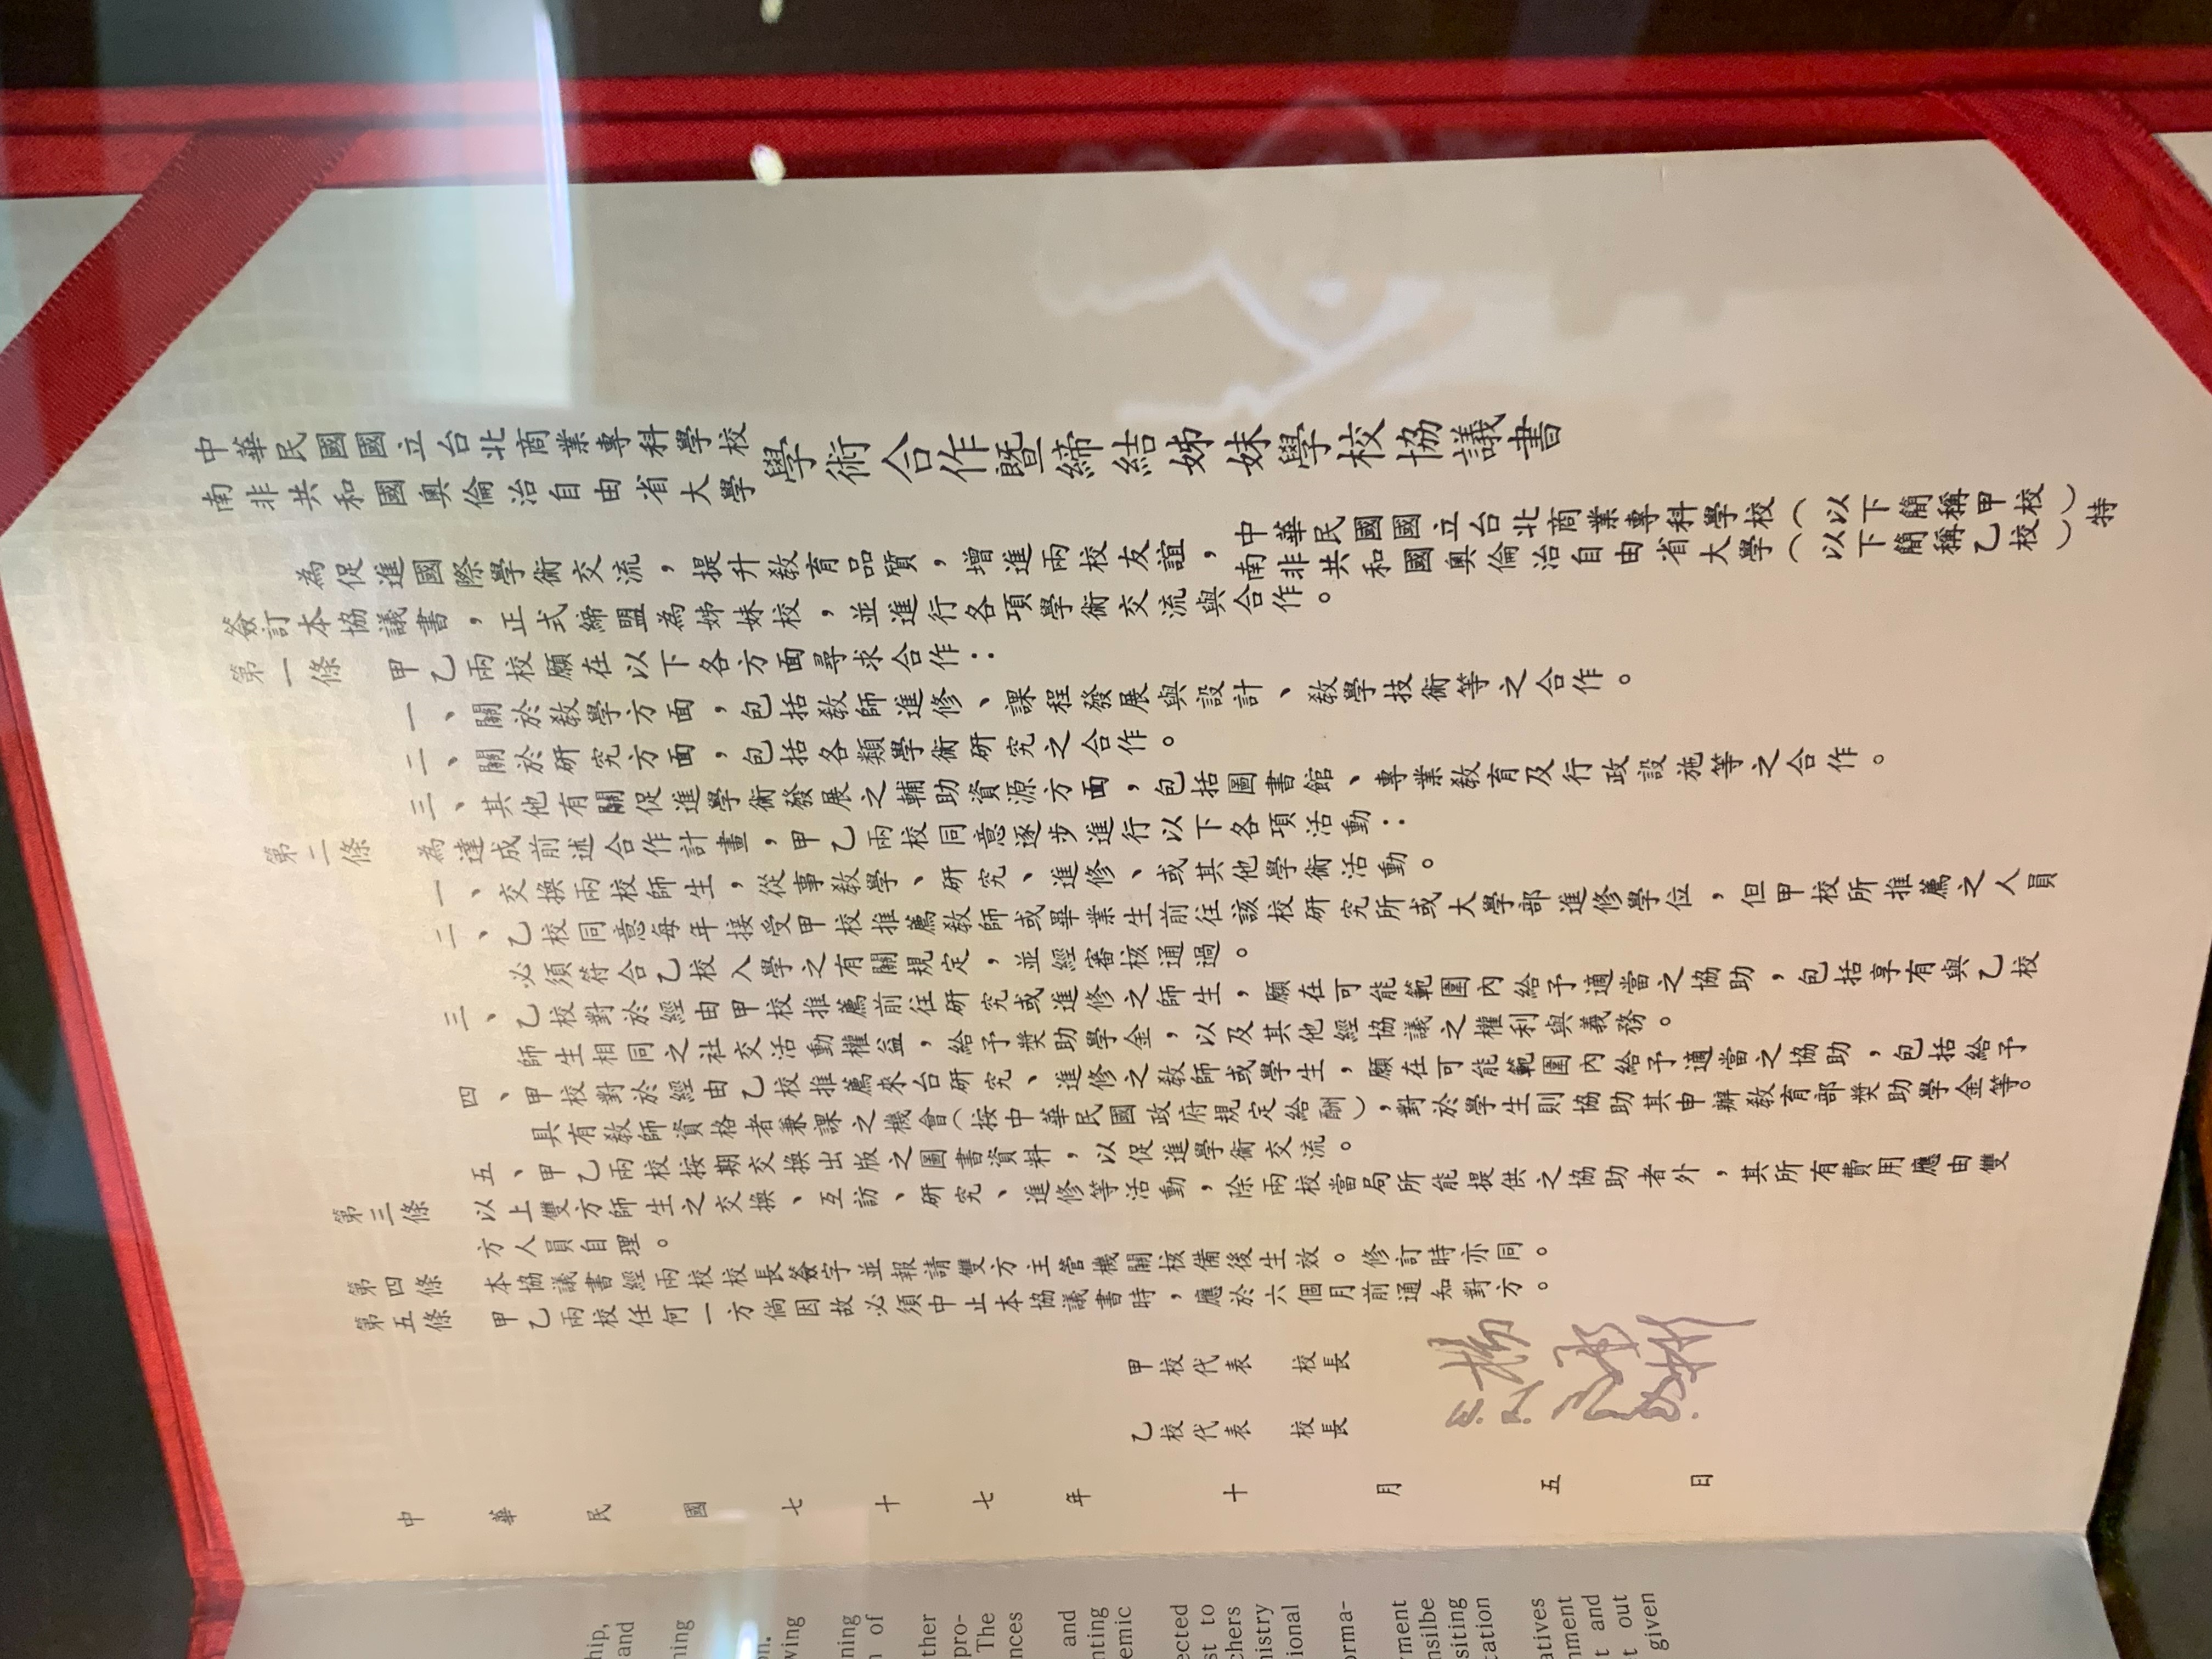 中華民國國立台北商業專科學校
南非共和國奧倫治自由省大學
學術合作暨締結姊妹學校協議書
為促進國際學術交流，提升教育品質，增進兩校友誼，
中華民國國立台北商業專科學校（以下簡稱甲校）
南非共和國奧倫治自由省大學（以下簡稱乙校）
特
簽訂本協議書，正式締盟為姊妹校，並進行各項學術交流與合作。
第一條　甲乙兩校願在以下各方面尋求合作：
一、關於教學方面，包括教師進修、課程發展與設計、教學技術等之合作。
二、關於研究方面，包括各類學術研究之合作。
三、其他有關促進學術發展之輔助資源方面，包括圖書館、專業教育及行政設施等之合作。
第二條　為達成前述合作計畫，甲乙兩校同意逐步進行以下各項活動：
一、交換兩校師生，從事教學、研究、進修、或其他學術活動。
二、乙校同意每年接受甲校推薦教師或畢業生前往該校研究所或大學部進修學位，但甲校所推薦之人員
必須符合乙校入學之有關規定，並經審核通過。
三、乙校對於經由甲校推薦前往研究或進修之師生，願在可能範圍內給予適當之協助，包括享有與乙校
師生相同之社交活動權益，給予獎助學金，以及其他經協議之權利與義務。
四、甲校對於經由乙校推薦來台研究、進修之教師或學生，願在可能範圍內給予適當之協助，包括給予
具有教師資格者兼課之機會（按中華民國政府規定給酬），對於學生則協助其申辦教育部獎助學金等。
五、甲乙兩校按期交換出版之圖書資料，以促進學術交流。
第三條　以上雙方師生之交換、互訪、研究、進修等活動，除兩校當局所能提供之協助者外，其所有費用應由雙
方人員自理。
第四條　本協議書經兩校校長簽字並報請雙方主管機關核備後生效。修訂時亦同。
第五條　甲乙兩校任何一方倘因故必須中止本協議書時，應於六個月前通知對方。
甲校代表　校長
乙校代表　校長
中華民國七十七年十月五日
hip,
and
ning
on.
wing
ning
n of
ther
pro-
The
nces
and
nting
emic
ected
st to
chers
nistry
ional
orma-
yment
nsilbe
siting
tation
atives
nment
t and
et out
given